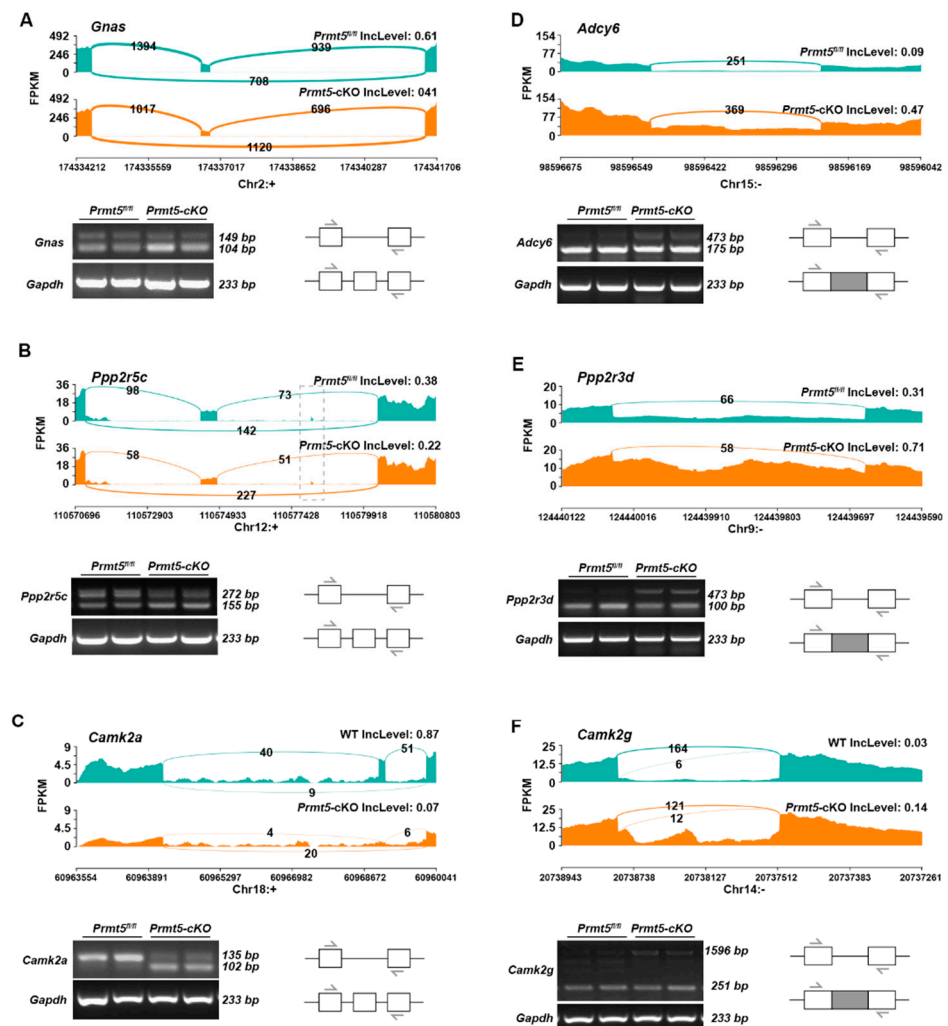 A
Gnas
492
246
0
FPKM
1394
939
708
Prmt5fl/fl IncLevel: 0.61
492
246
0
1017
696
1120
Prmt5-cKO IncLevel: 041
174334212 174335559 174337017 174338652 174340287 174341706
Chr2:+
Prmt5fl/fl Prmt5-cKO
Gnas
149 bp
104 bp
Gapdh
233 bp
B
Ppp2r5c
36
18
0
FPKM
98
73
142
Prmt5fl/fl IncLevel: 0.38
36
18
0
58
51
227
Prmt5-cKO IncLevel: 0.22
110570696 110572903 110574933 110577428 110579918 110580803
Chr12:+
Prmt5fl/fl Prmt5-cKO
Ppp2r5c
272 bp
155 bp
Gapdh
233 bp
C
Camk2a
9
4.5
0
FPKM
40
51
9
WT IncLevel: 0.87
9
4.5
0
4
6
20
Prmt5-cKO IncLevel: 0.07
60963554 60963891 60965297 60966982 60968672 60960041
Chr18:+
Prmt5fl/fl Prmt5-cKO
Camk2a
135 bp
102 bp
Gapdh
233 bp
D
Adcy6
154
77
0
FPKM
251
Prmt5fl/fl IncLevel: 0.09
154
77
0
369
Prmt5-cKO IncLevel: 0.47
98596675 98596549 98596422 98596296 98596169 98596042
Chr15:-
Prmt5fl/fl Prmt5-cKO
Adcy6
473 bp
175 bp
Gapdh
233 bp
E
Ppp2r3d
20
10
0
FPKM
66
Prmt5fl/fl IncLevel: 0.31
20
15
10
5
0
58
Prmt5-cKO IncLevel: 0.71
124440122 124440016 124439910 124439803 124439697 124439590
Chr9:-
Prmt5fl/fl Prmt5-cKO
Ppp2r3d
473 bp
100 bp
Gapdh
233 bp
F
Camk2g
25
12.5
0
FPKM
164
6
WT IncLevel: 0.03
25
12.5
0
121
12
Prmt5-cKO IncLevel: 0.14
20738943 20738738 20738127 20737512 20737383 20737261
Chr14:-
Prmt5fl/fl Prmt5-cKO
Camk2g
1596 bp
251 bp
Gapdh
233 bp